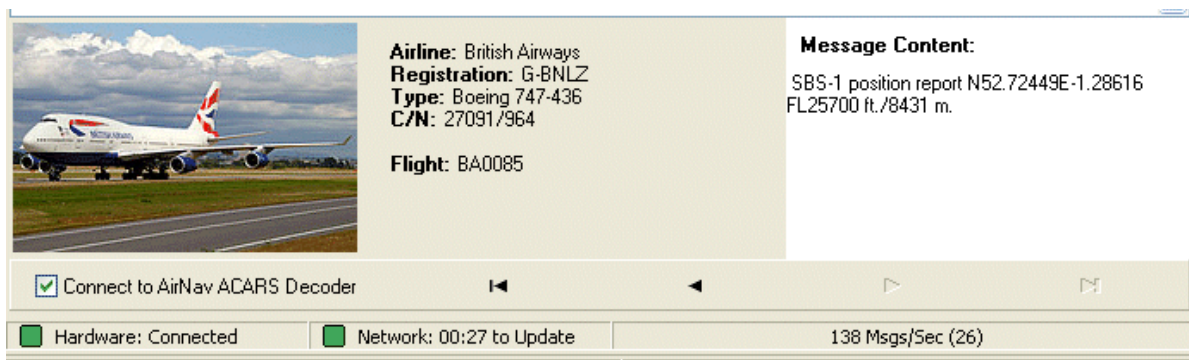 Airline: British Airways
Registration: G-BNLZ
Type: Boeing 747-436
C/N: 27091/964
Flight: BA0085
Message Content:
SBS-1 position report N52.72449E-1.28616
FL25700 ft./8431 m.
BRITISH AIRWAYS
Connect to AirNav ACARS Decoder
Hardware: Connected
Network: 00:27 to Update
138 Msgs/Sec (26)